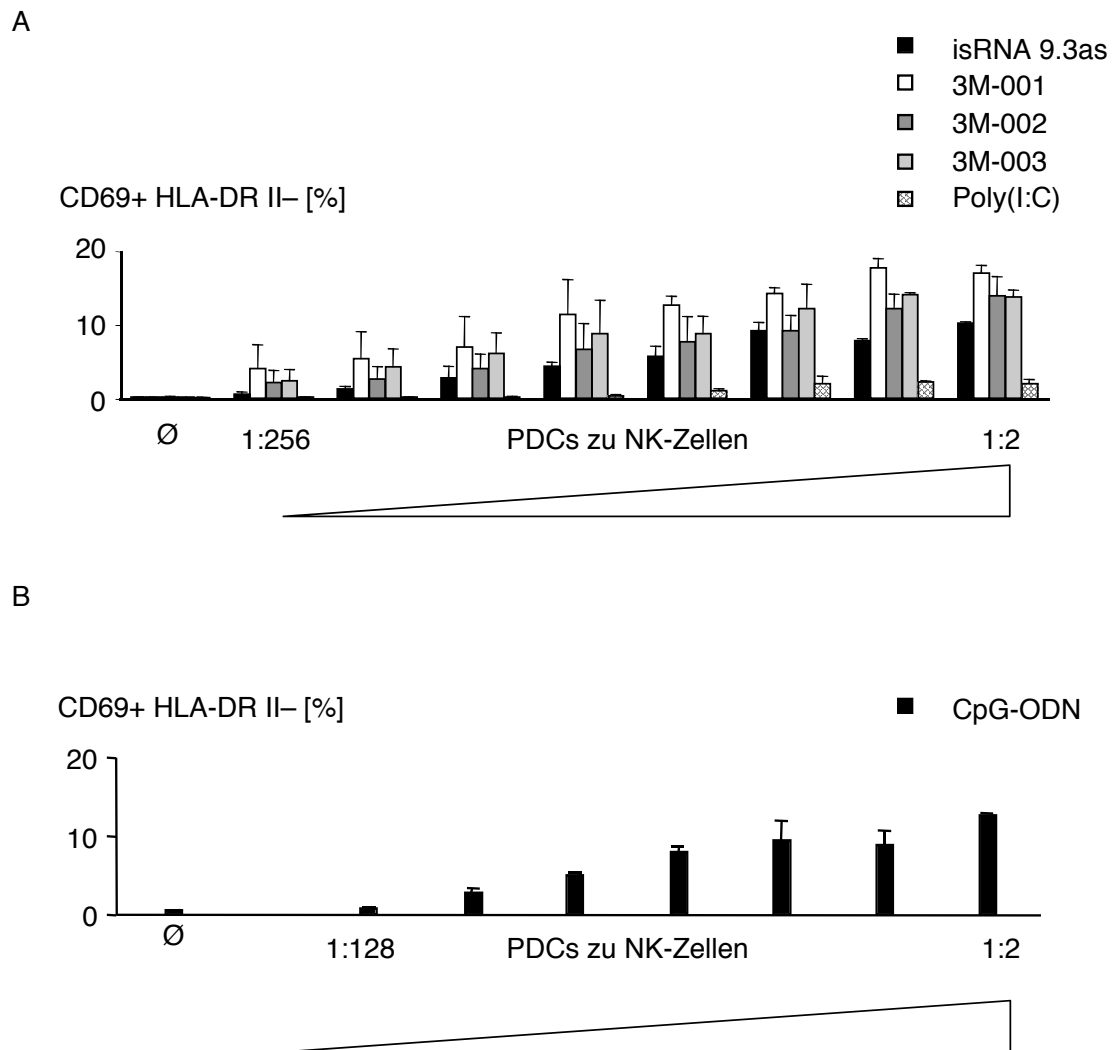 A
isRNA 9.3as
3M-001
3M-002
3M-003
Poly(I:C)
CD69+ HLA-DR II– [%]
20
10
0
Ø 1:256 PDCs zu NK-Zellen 1:2
B
CD69+ HLA-DR II– [%]
CpG-ODN
20
10
0
Ø 1:128 PDCs zu NK-Zellen 1:2